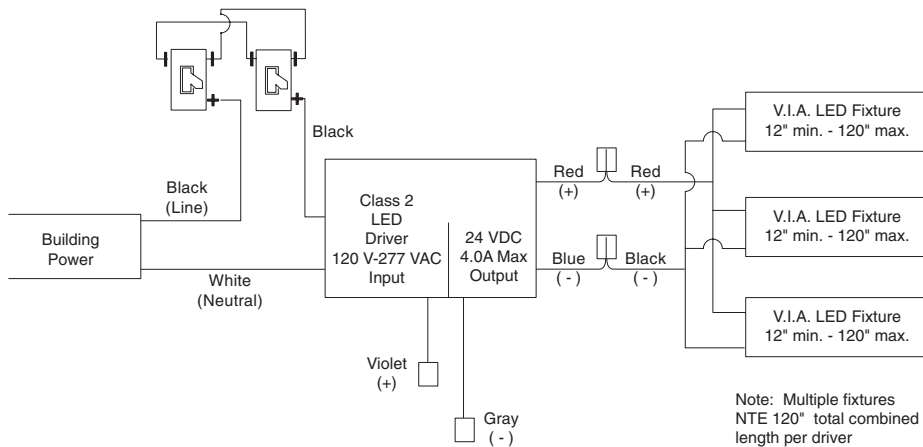 Black
Black
(Line)
Building
Power
White
(Neutral)
Class 2
LED
Driver
120 V-277 VAC
Input
24 VDC
4.0A Max
Output
Violet
(+)
Gray
( - )
Red
(+)
Red
(+)
Blue
( - )
Black
( - )
V.I.A. LED Fixture
12" min. - 120" max.
V.I.A. LED Fixture
12" min. - 120" max.
V.I.A. LED Fixture
12" min. - 120" max.
Note: Multiple fixtures
NTE 120" total combined
length per driver